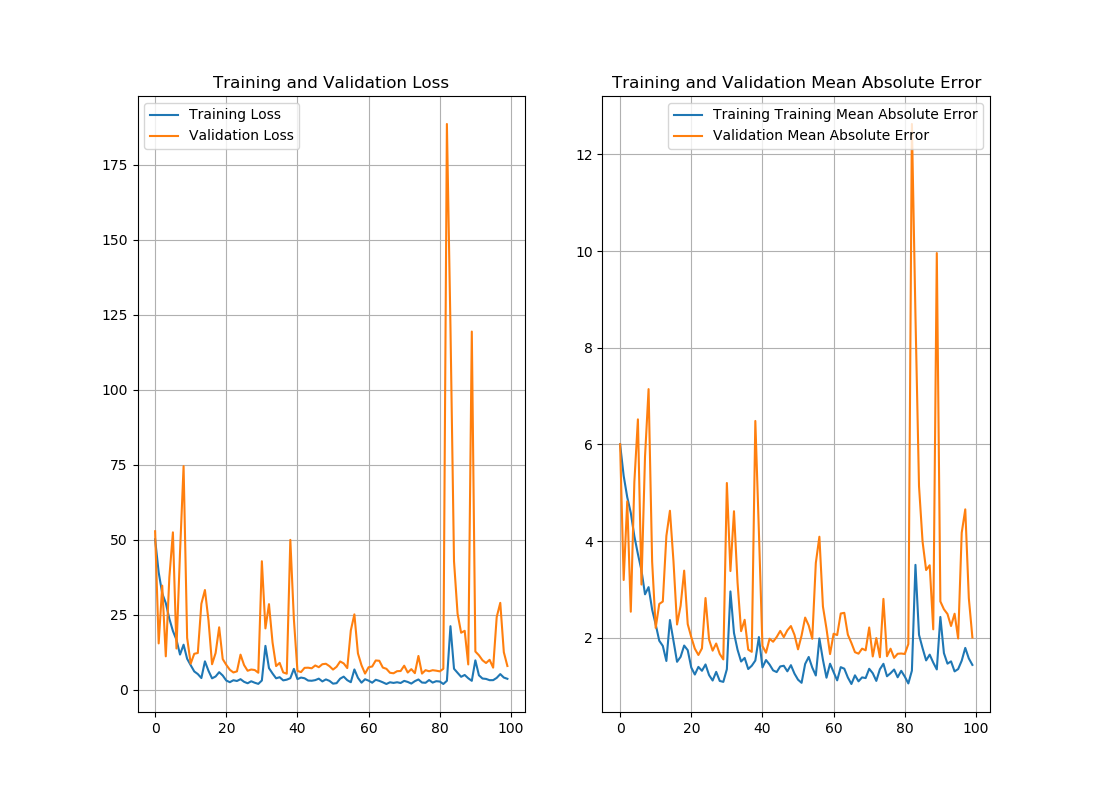 Training and Validation Loss
Training Loss
Validation Loss
175
150
125
100
75
50
25
0
0 20 40 60 80 100
Training and Validation Mean Absolute Error
Training Training Mean Absolute Error
Validation Mean Absolute Error
12
10
8
6
4
2
0 20 40 60 80 100